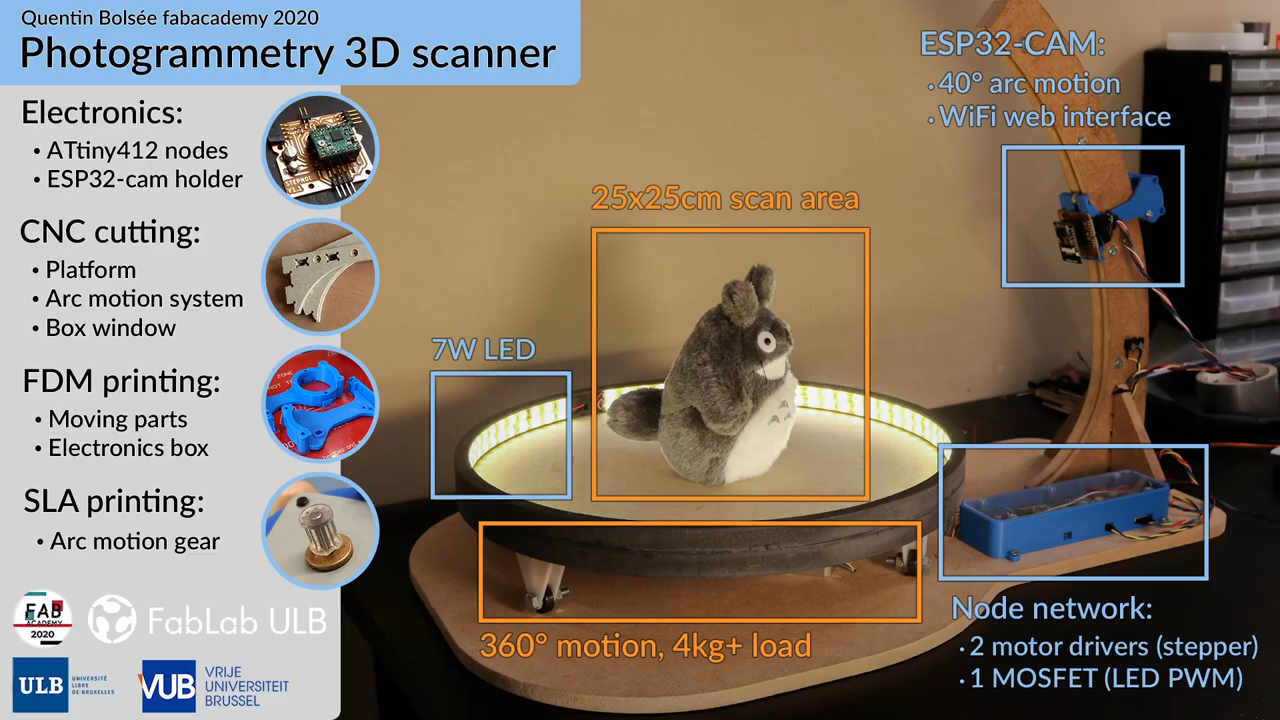 Quentin Bolsée fabacademy 2020
Photogrammetry 3D scanner
Electronics:
• ATtiny412 nodes
• ESP32-cam holder
CNC cutting:
• Platform
• Arc motion system
• Box window
FDM printing:
• Moving parts
• Electronics box
SLA printing:
• Arc motion gear
FAB
ACADEMY
2020
FabLab ULB
ULB
UNIVERSITÉ
LIBRE
DE BRUXELLES
VUB
VRIJE
UNIVERSITEIT
BRUSSEL
ESP32-CAM:
• 40° arc motion
• WiFi web interface
25x25cm scan area
7W LED
360° motion, 4kg+ load
Node network:
• 2 motor drivers (stepper)
• 1 MOSFET (LED PWM)